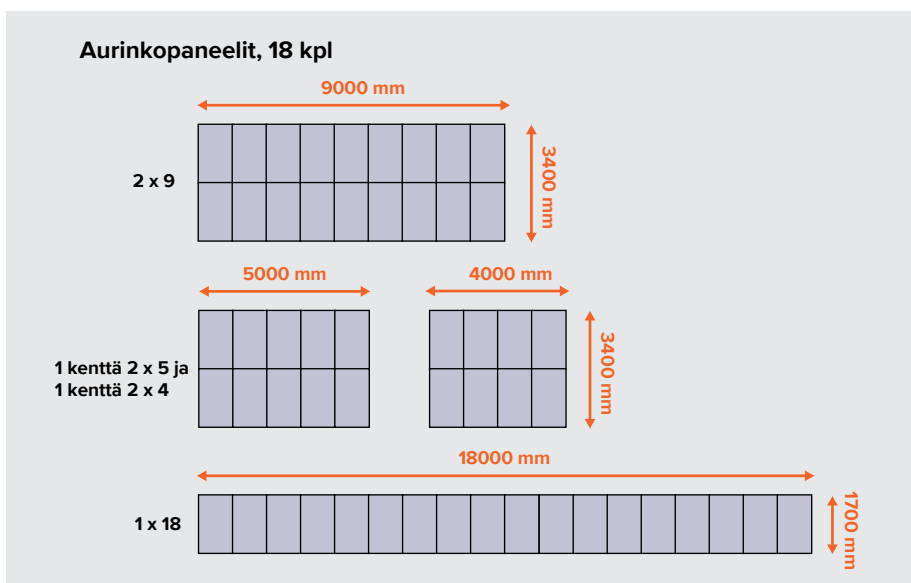 Aurinkopaneelit, 18 kpl
9000 mm
2 x 9
3400 mm
5000 mm
4000 mm
1 kenttä 2 x 5 ja
1 kenttä 2 x 4
3400 mm
18000 mm
1 x 18
1700 mm